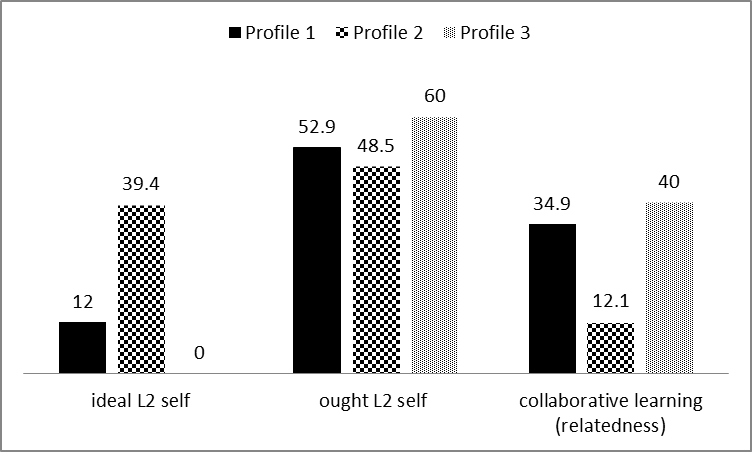 Profile 1 Profile 2 Profile 3
60
52.9
48.5
39.4
40
34.9
12
12.1
0
ideal L2 self
ought L2 self
collaborative learning
(relatedness)